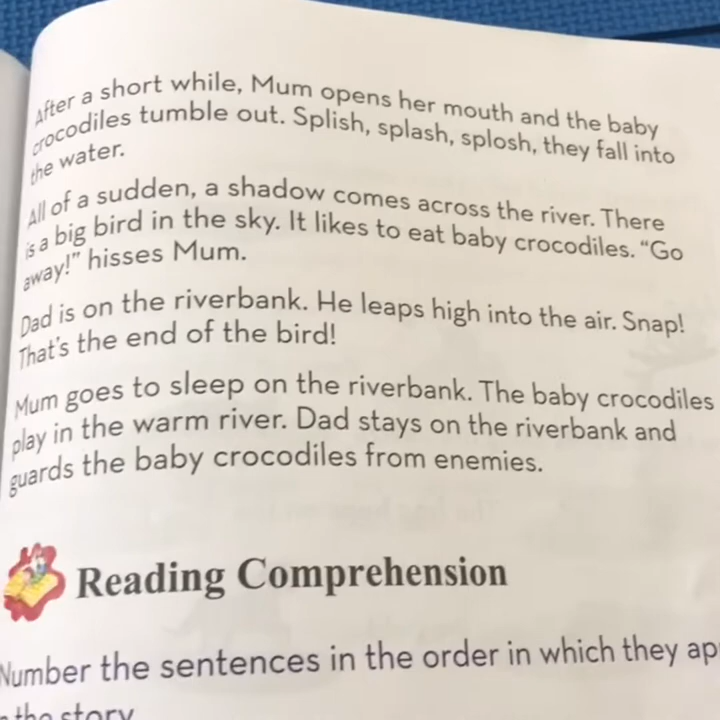 After a short while, Mum opens her mouth and the baby
crocodiles tumble out. Splish, splash, splosh, they fall into
the water.
All of a sudden, a shadow comes across the river. There
is a big bird in the sky. It likes to eat baby crocodiles. “Go
away!” hisses Mum.
Dad is on the riverbank. He leaps high into the air. Snap!
That's the end of the bird!
Mum goes to sleep on the riverbank. The baby crocodiles
play in the warm river. Dad stays on the riverbank and
guards the baby crocodiles from enemies.
Reading Comprehension
Number the sentences in the order in which they
the story